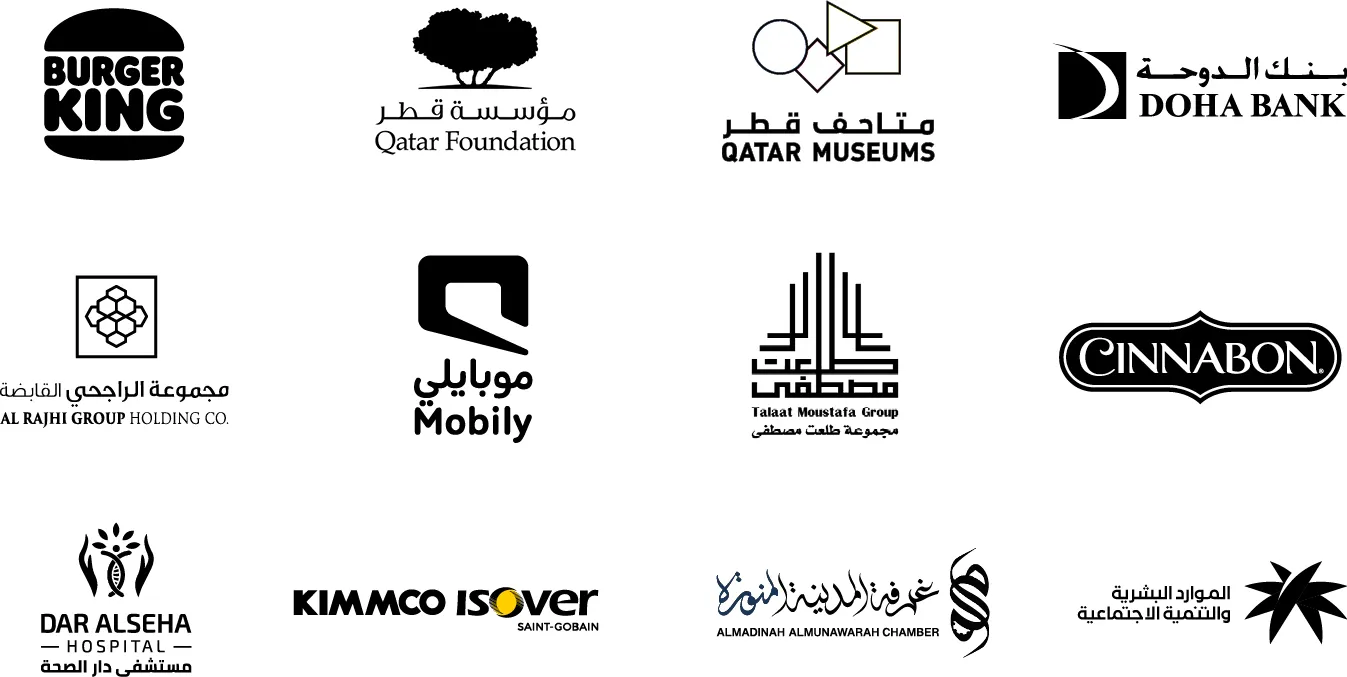 BURGER
KING
مؤسسة قطر
Qatar Foundation
متاحف قطر
QATAR MUSEUMS
بنك الدوحة
DOHA BANK
مجموعة الراجحي القابضة
AL RAJHI GROUP HOLDING CO.
موبايلي
Mobily
طلعت
مصطفى
Talaat Moustafa Group
مجموعة طلعت مصطفى
CINNABON®
DAR ALSEHA
HOSPITAL
مستشفى دار الصحة
KIMMCO ISOVER
SAINT-GOBAIN
غرفة المدينة المنورة
ALMADINAH ALMUNAWARAH CHAMBER
الموارد البشرية
والتنمية الاجتماعية